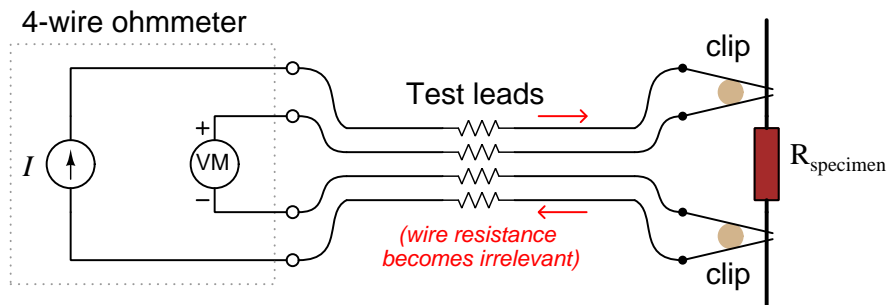 4-wire ohmmeter
clip
Test leads
+
I
VM
−
R specimen
(wire resistance
becomes irrelevant)
clip